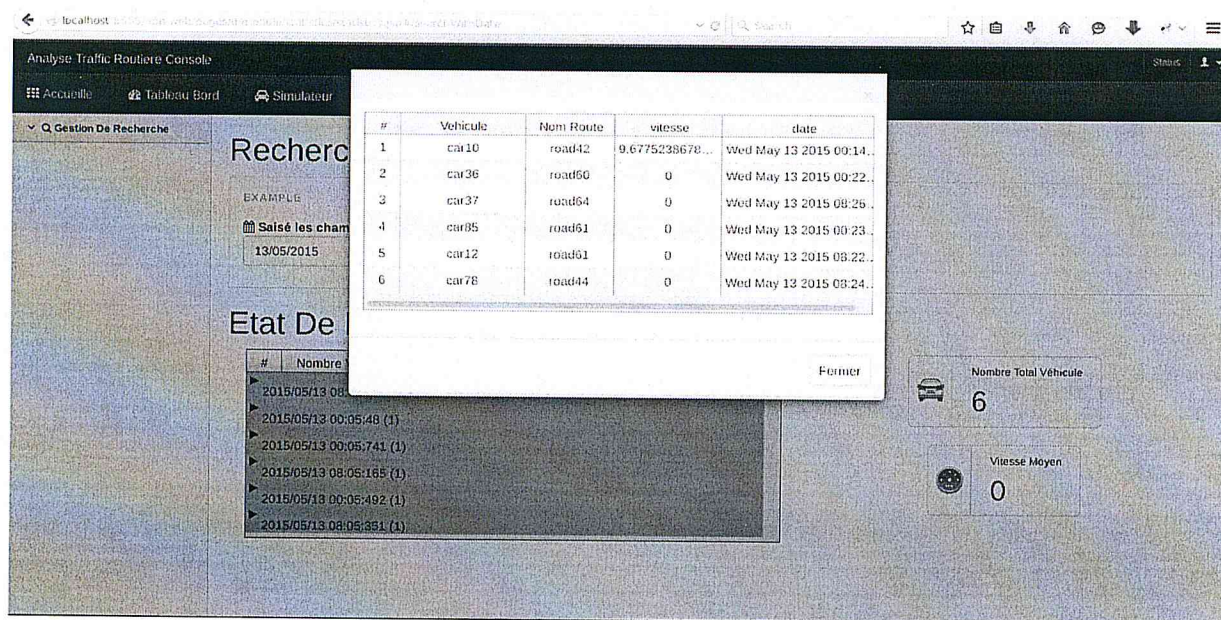 localhost
Search
Analyse Traffic Routiere Console
Status
Accueille Tableau Bord Simulateur
Q Gestion De Recherche
Recherc
EXAMPLE
Saisé les cham
13/05/2015
# Vehicule Nom Route vitesse date
1 car10 road42 9.6775238678... Wed May 13 2015 00:14..
2 car36 road60 0 Wed May 13 2015 00:22..
3 car37 road64 0 Wed May 13 2015 08:26..
4 car85 road61 0 Wed May 13 2015 00:23..
5 car12 road61 0 Wed May 13 2015 08:22..
6 car78 road44 0 Wed May 13 2015 08:24..
Fermer
Etat De
# Nombre
2015/05/13 08:
2015/05/13 00:05:48 (1)
2015/05/13 00:05:741 (1)
2015/05/13 08:05:165 (1)
2015/05/13 00:05:492 (1)
2015/05/13 08:05:351 (1)
Nombre Total Véhicule
6
Vitesse Moyen
0